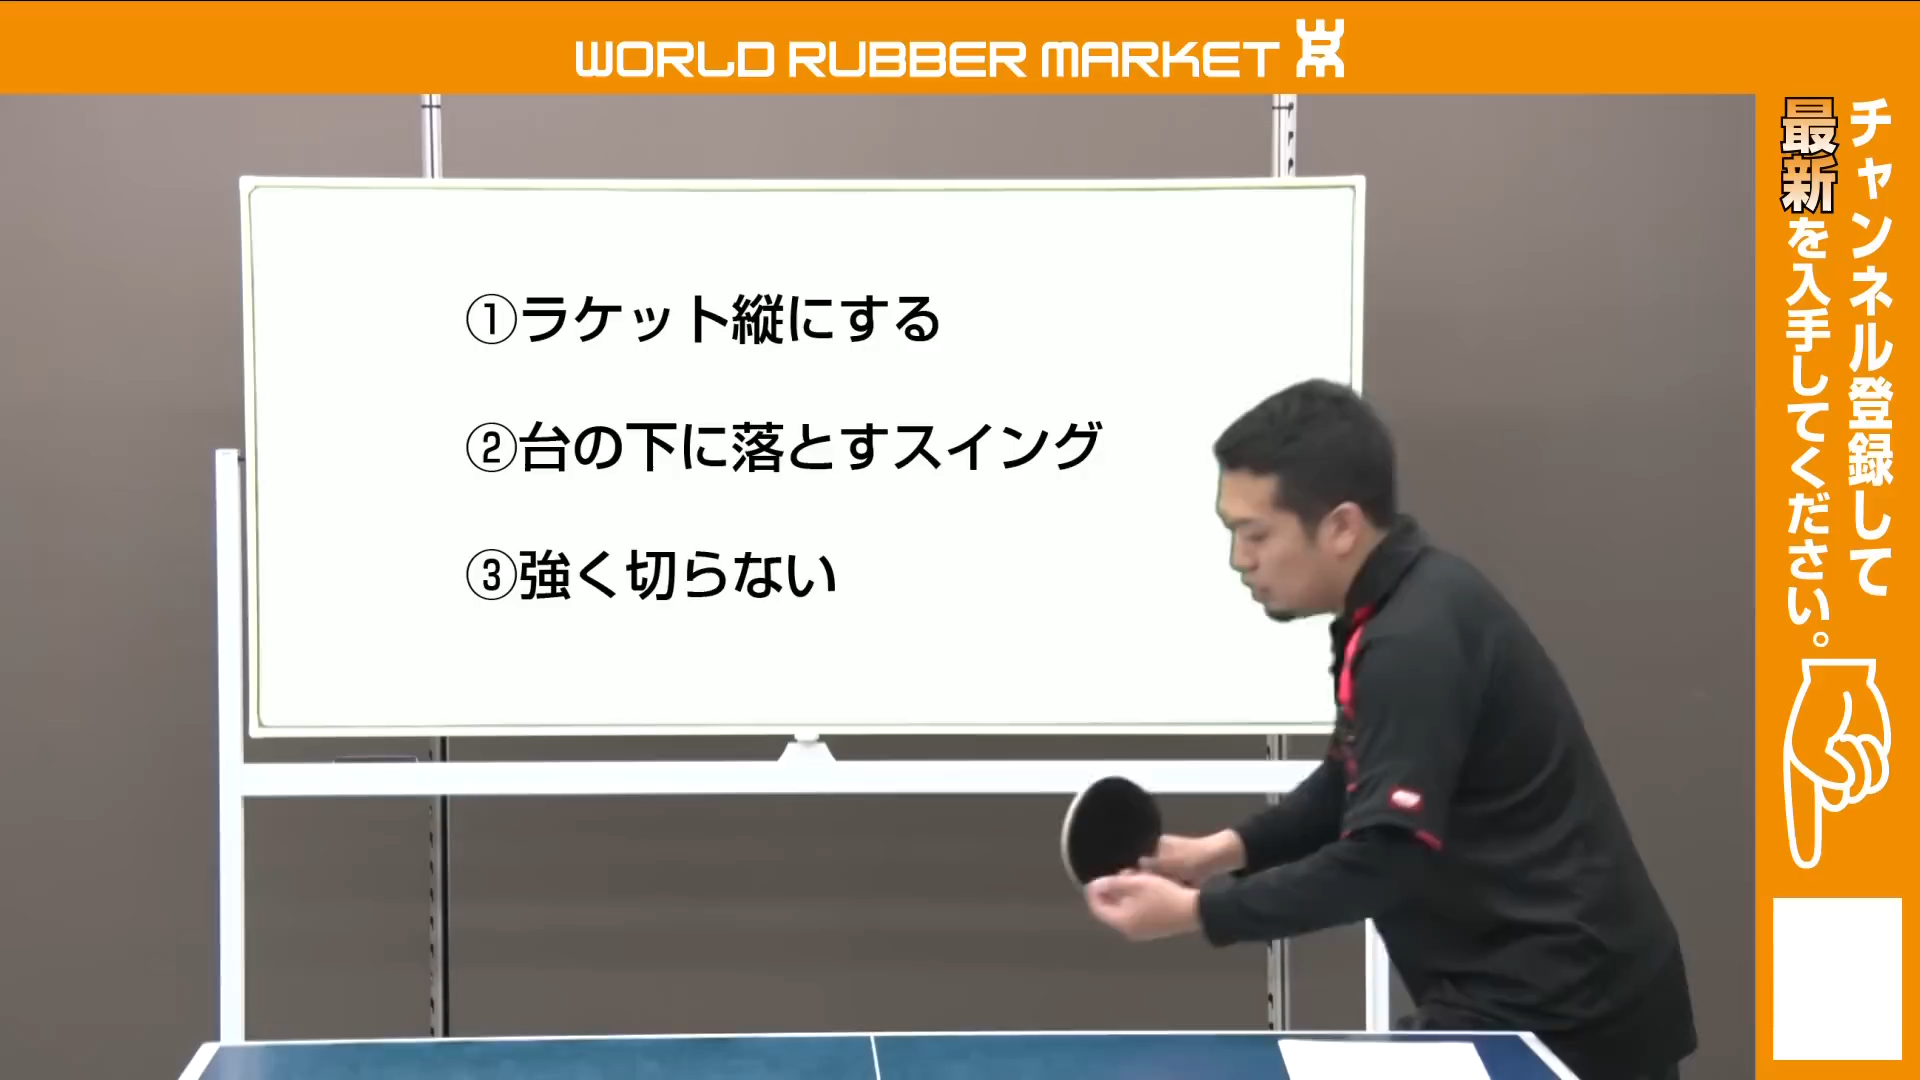 WORLD RUBBER MARKET
①ラケット縦にする
②台の下に落とすスイング
③強く切らない
チャンネル登録して
最新を入手してください。